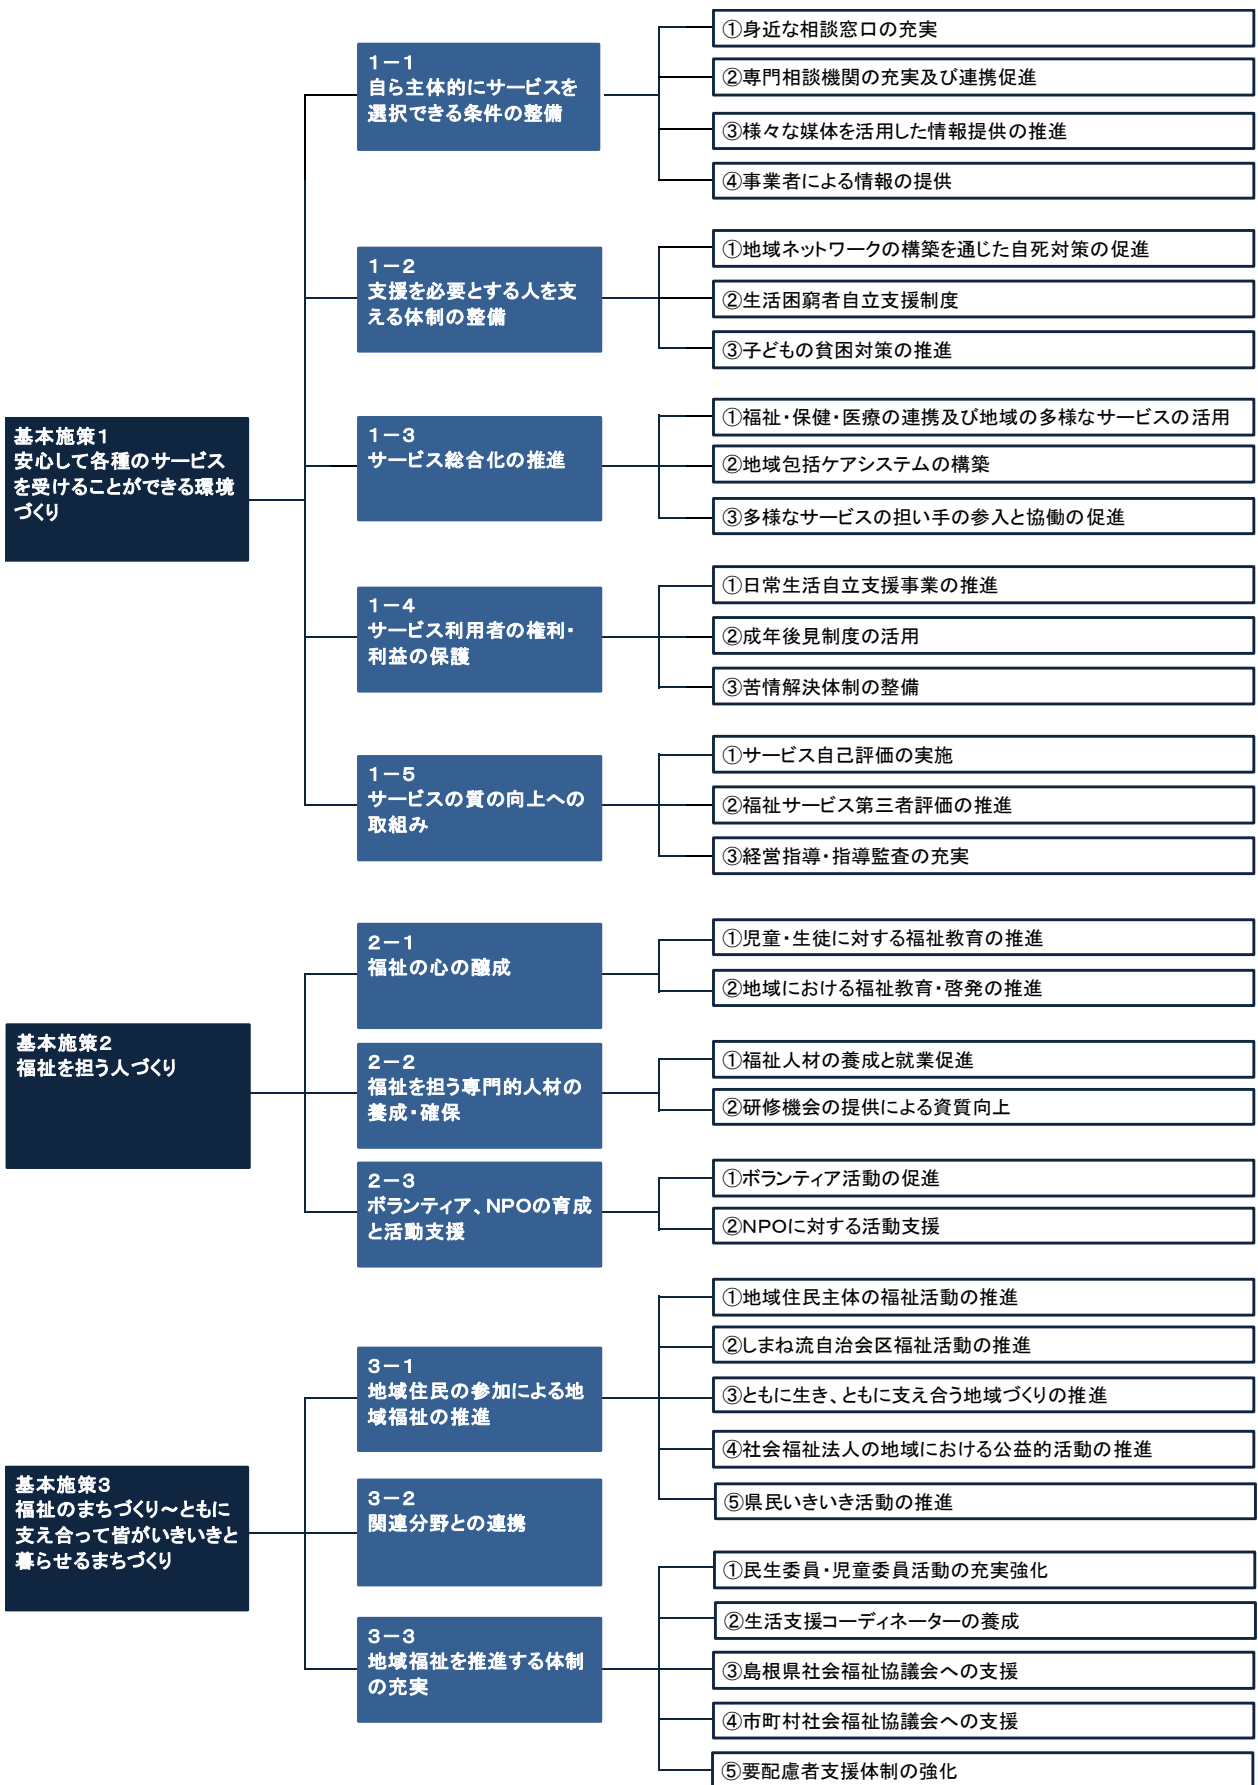 基本施策1
安心して各種のサービス
を受けることができる環境
づくり
1－1
自ら主体的にサービスを
選択できる条件の整備
①身近な相談窓口の充実
②専門相談機関の充実及び連携促進
③様々な媒体を活用した情報提供の推進
④事業者による情報の提供
1－2
支援を必要とする人を支
える体制の整備
①地域ネットワークの構築を通じた自死対策の促進
②生活困窮者自立支援制度
③子どもの貧困対策の推進
1－3
サービス総合化の推進
①福祉・保健・医療の連携及び地域の多様なサービスの活用
②地域包括ケアシステムの構築
③多様なサービスの担い手の参入と協働の促進
1－4
サービス利用者の権利・
利益の保護
①日常生活自立支援事業の推進
②成年後見制度の活用
③苦情解決体制の整備
1－5
サービスの質の向上への
取組み
①サービス自己評価の実施
②福祉サービス第三者評価の推進
③経営指導・指導監査の充実
基本施策2
福祉を担う人づくり
2－1
福祉の心の醸成
①児童・生徒に対する福祉教育の推進
②地域における福祉教育・啓発の推進
2－2
福祉を担う専門的人材の
養成・確保
①福祉人材の養成と就業促進
②研修機会の提供による資質向上
2－3
ボランティア、NPOの育成
と活動支援
①ボランティア活動の促進
②NPOに対する活動支援
基本施策3
福祉のまちづくり～ともに
支え合って皆がいきいきと
暮らせるまちづくり
3－1
地域住民の参加による地
域福祉の推進
①地域住民主体の福祉活動の推進
②しまね流自治会区福祉活動の推進
③ともに生き、ともに支え合う地域づくりの推進
④社会福祉法人の地域における公益的活動の推進
⑤県民いきいき活動の推進
3－2
関連分野との連携
3－3
地域福祉を推進する体制
の充実
①民生委員・児童委員活動の充実強化
②生活支援コーディネーターの養成
③島根県社会福祉協議会への支援
④市町村社会福祉協議会への支援
⑤要配慮者支援体制の強化